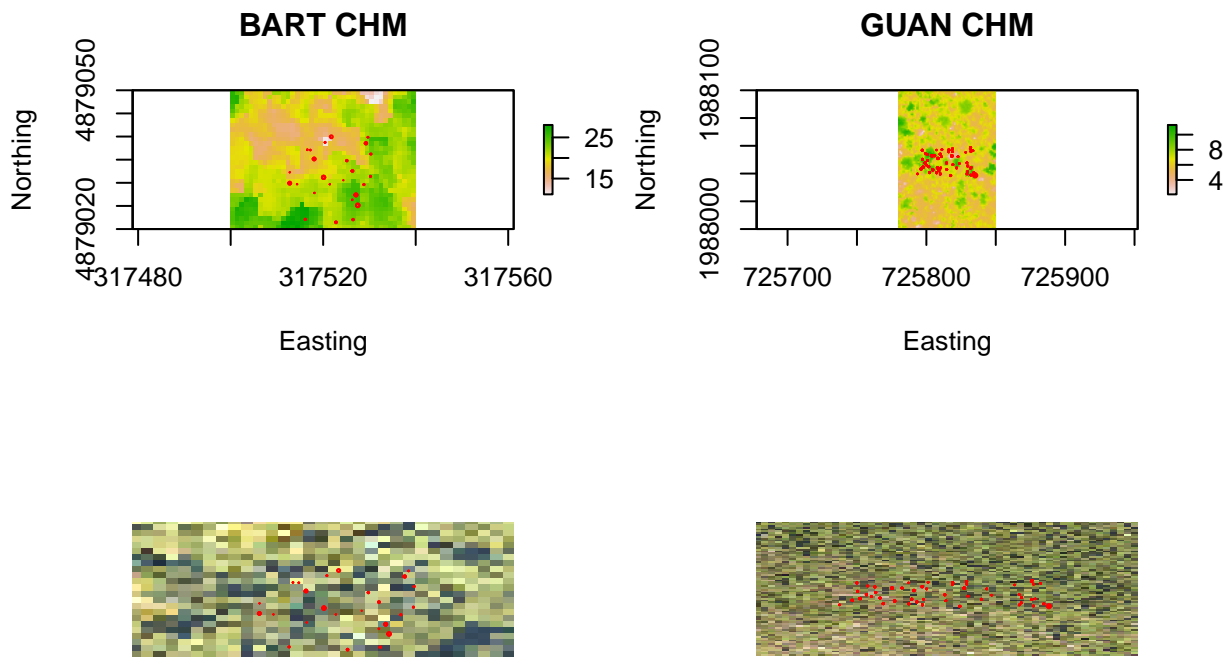 BART CHM
GUAN CHM
Northing
4879050
4879020
25
15
317480
317520
317560
Easting
Northing
1988100
1988000
8
4
725700
725800
725900
Easting